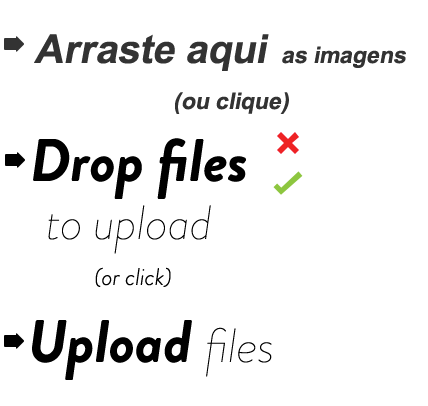 Arraste aqui as imagens
(ou clique)
Drop files
to upload
(or click)
Upload files